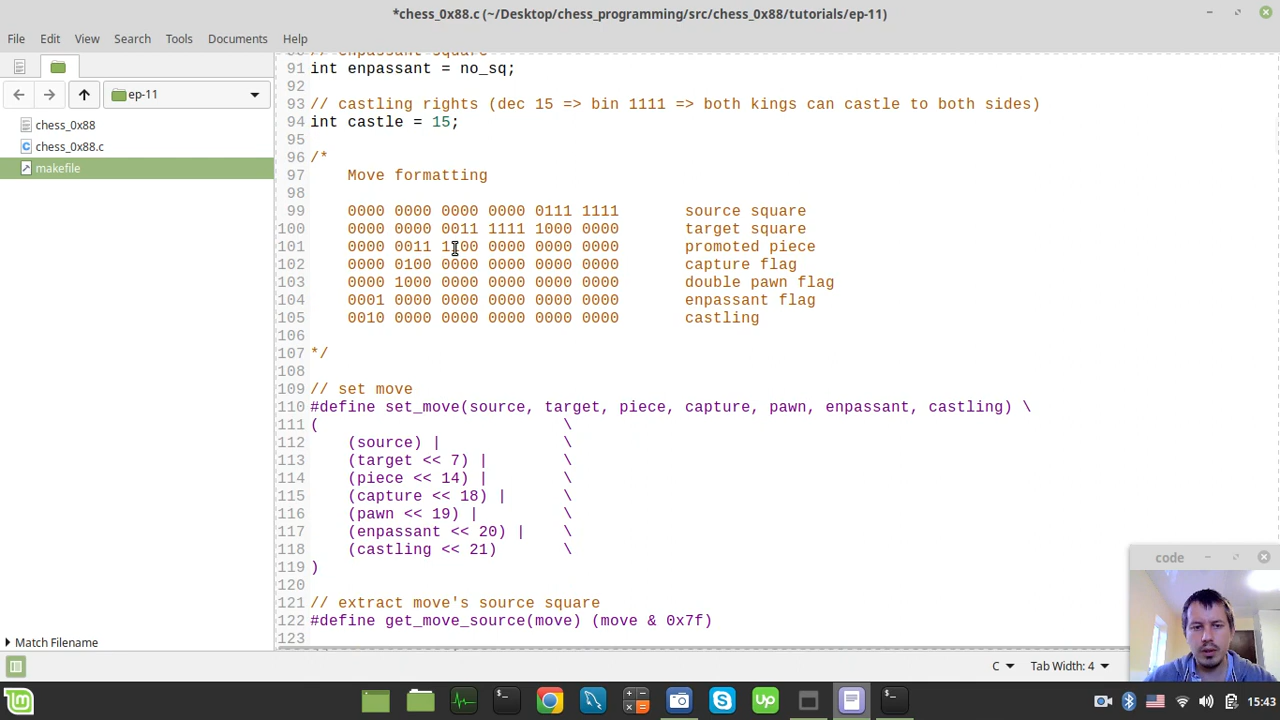 *chess_0x88.c (~/Desktop/chess_programming/src/chess_0x88/tutorials/ep-11)
File Edit View Search Tools Documents Help
ep-11
chess_0x88
chess_0x88.c
makefile
Match Filename
90 // enpassant square
91 int enpassant = no_sq;
92
93 // castling rights (dec 15 => bin 1111 => both kings can castle to both sides)
94 int castle = 15;
95
96 /*
97 Move formatting
98
99 0000 0000 0000 0000 0111 1111 source square
100 0000 0000 0011 1111 1000 0000 target square
101 0000 0011 1100 0000 0000 0000 promoted piece
102 0000 0100 0000 0000 0000 0000 capture flag
103 0000 1000 0000 0000 0000 0000 double pawn flag
104 0001 0000 0000 0000 0000 0000 enpassant flag
105 0010 0000 0000 0000 0000 0000 castling
106
107 */
108
109 // set move
110 #define set_move(source, target, piece, capture, pawn, enpassant, castling) \
111 ( \
112 (source) | \
113 (target << 7) | \
114 (piece << 14) | \
115 (capture << 18) | \
116 (pawn << 19) | \
117 (enpassant << 20) | \
118 (castling << 21) \
119 )
120
121 // extract move's source square
122 #define get_move_source(move) (move & 0x7f)
123
code
C Tab Width: 4
Up
15:43